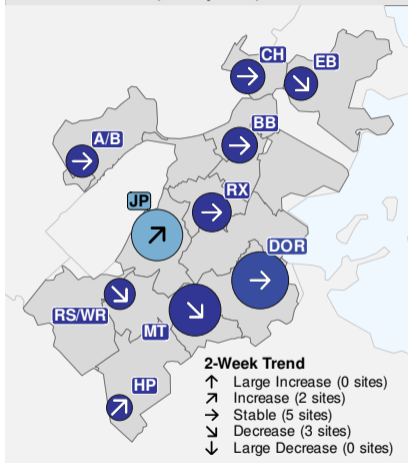 CH
EB
BB
A/B
RX
JP
DOR
RS/WR
MT
HP
2-Week Trend
↑ Large Increase (0 sites)
↗ Increase (2 sites)
→ Stable (5 sites)
↘ Decrease (3 sites)
↓ Large Decrease (0 sites)